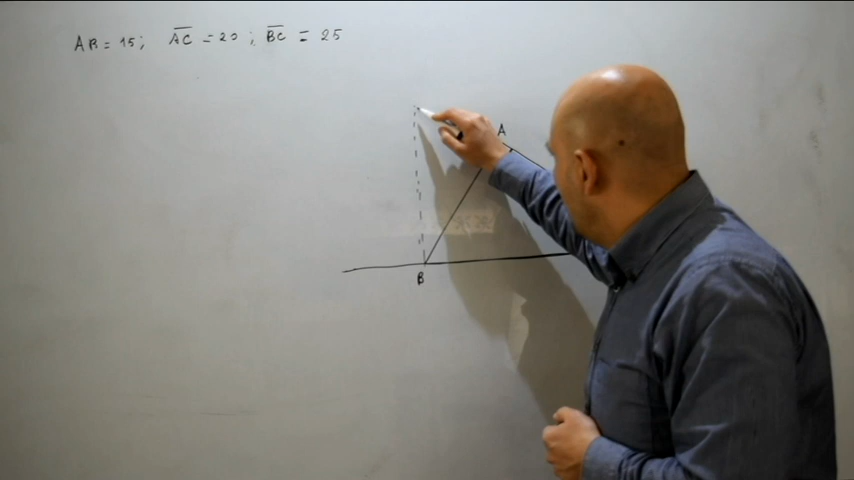 AB = 15; AC = 20; BC = 25
A
B